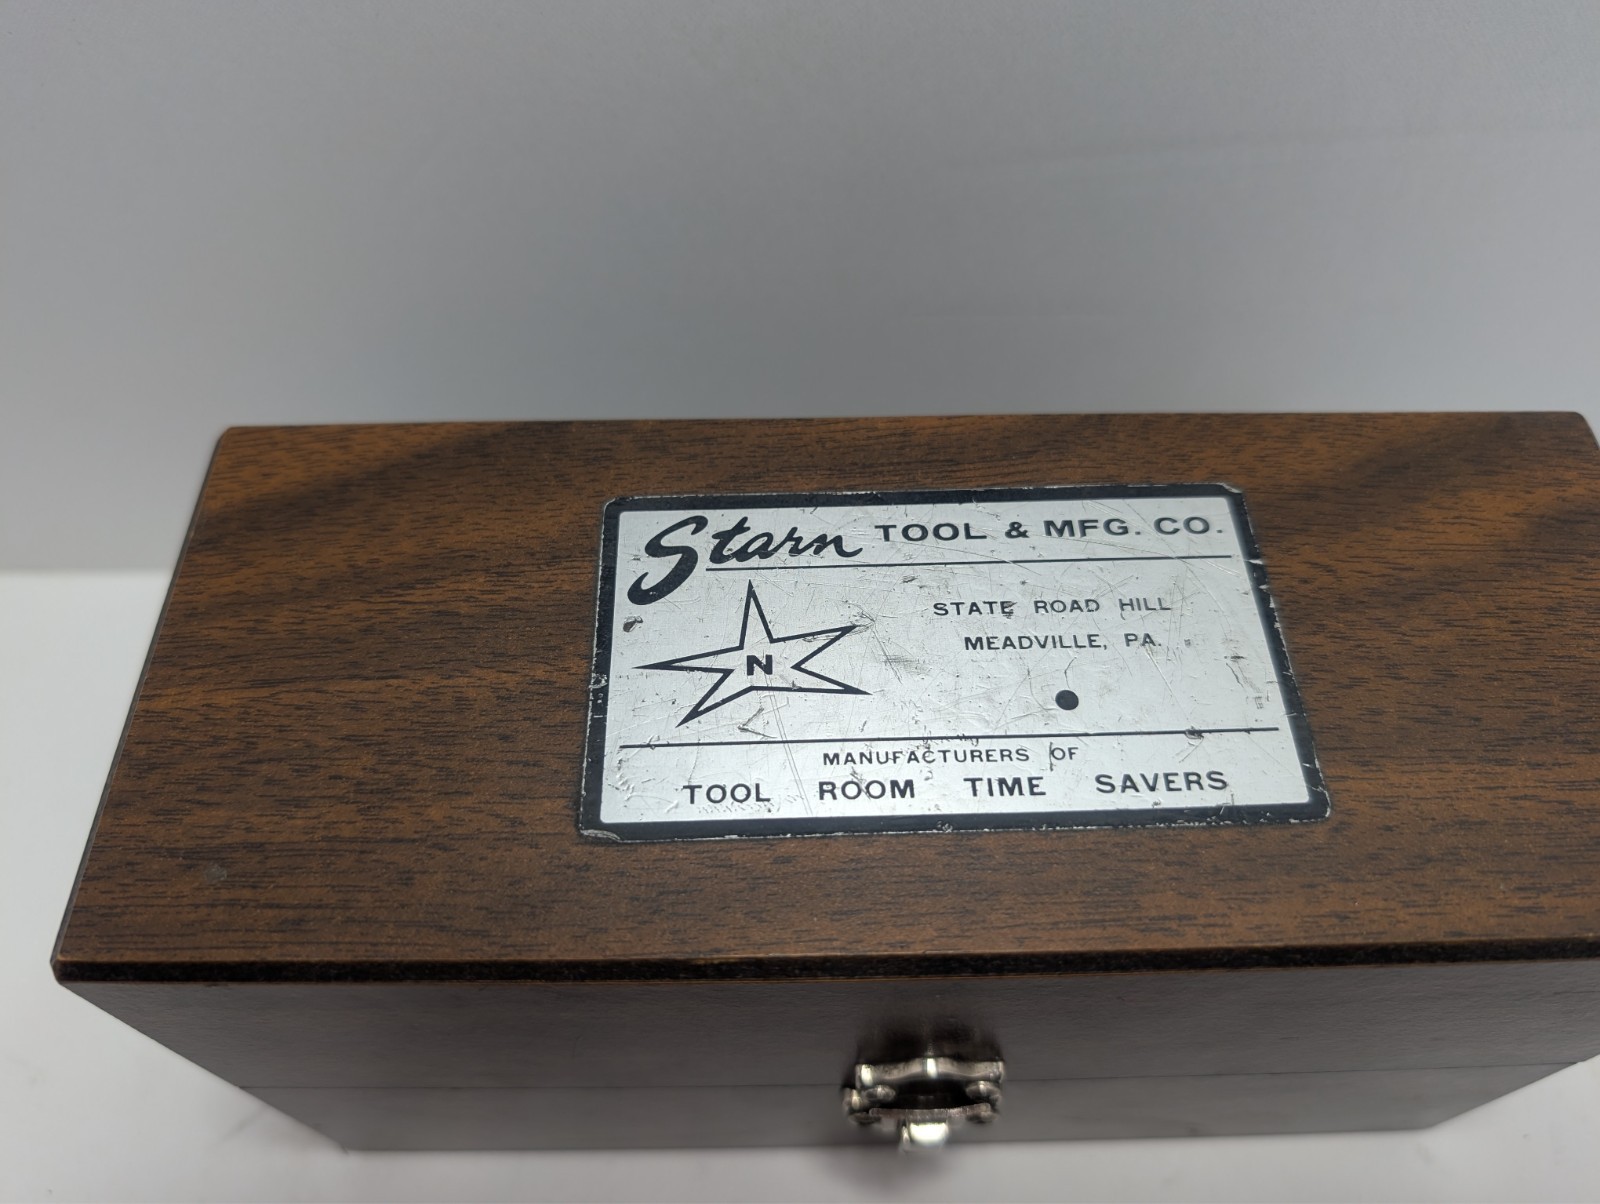 Starn TOOL & MFG. CO.
STATE ROAD HILL
MEADVILLE, PA.
N
MANUFACTURERS OF
TOOL ROOM TIME SAVERS